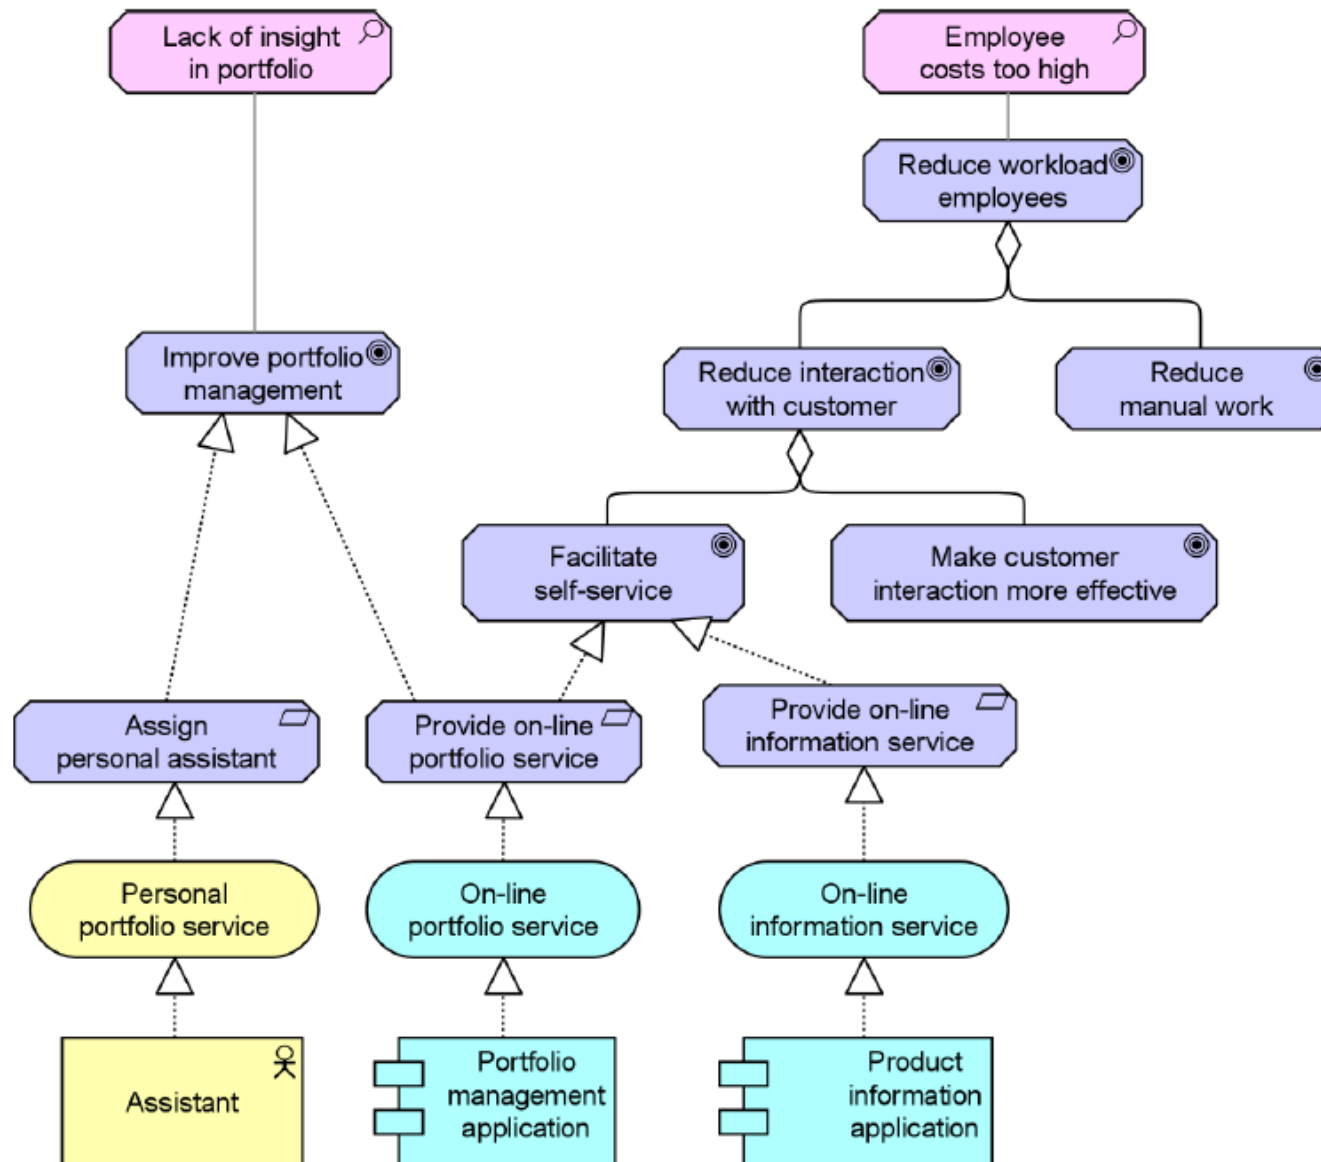 Lack of insight
in portfolio
Employee
costs too high
Reduce workload
employees
Improve portfolio
management
Reduce interaction
with customer
Reduce
manual work
Facilitate
self-service
Make customer
interaction more effective
Assign
personal assistant
Provide on-line
portfolio service
Provide on-line
information service
Personal
portfolio service
On-line
portfolio service
On-line
information service
Assistant
Portfolio
management
application
Product
information
application